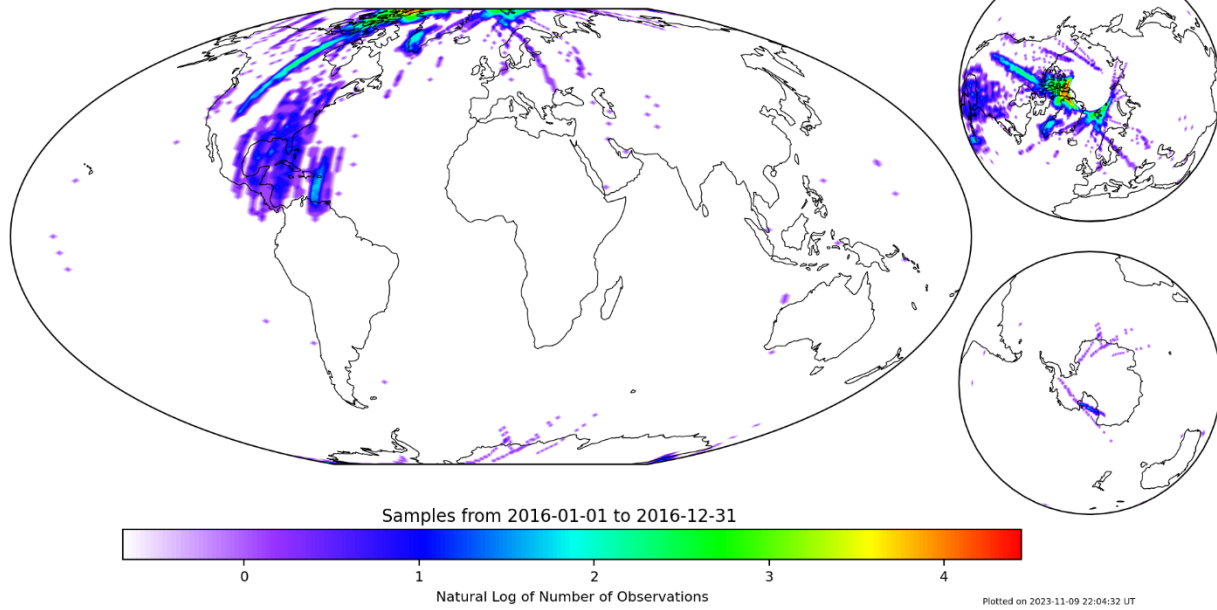 Samples from 2016-01-01 to 2016-12-31
0 1 2 3 4
Natural Log of Number of Observations
Plotted on 2023-11-09 22:04:32 UT